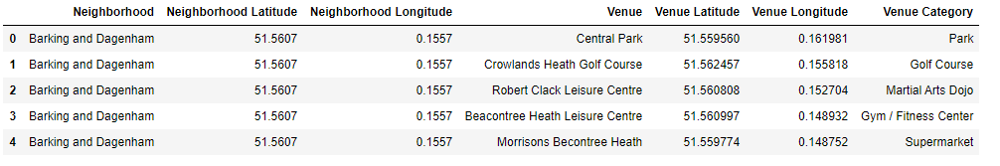 Neighborhood Neighborhood Latitude Neighborhood Longitude Venue Venue Latitude Venue Longitude Venue Category
0 Barking and Dagenham 51.5607 0.1557 Central Park 51.559560 0.161981 Park
1 Barking and Dagenham 51.5607 0.1557 Crowlands Heath Golf Course 51.562457 0.155818 Golf Course
2 Barking and Dagenham 51.5607 0.1557 Robert Clack Leisure Centre 51.560808 0.152704 Martial Arts Dojo
3 Barking and Dagenham 51.5607 0.1557 Beacontree Heath Leisure Centre 51.560997 0.148932 Gym / Fitness Center
4 Barking and Dagenham 51.5607 0.1557 Morrisons Becontree Heath 51.559774 0.148752 Supermarket